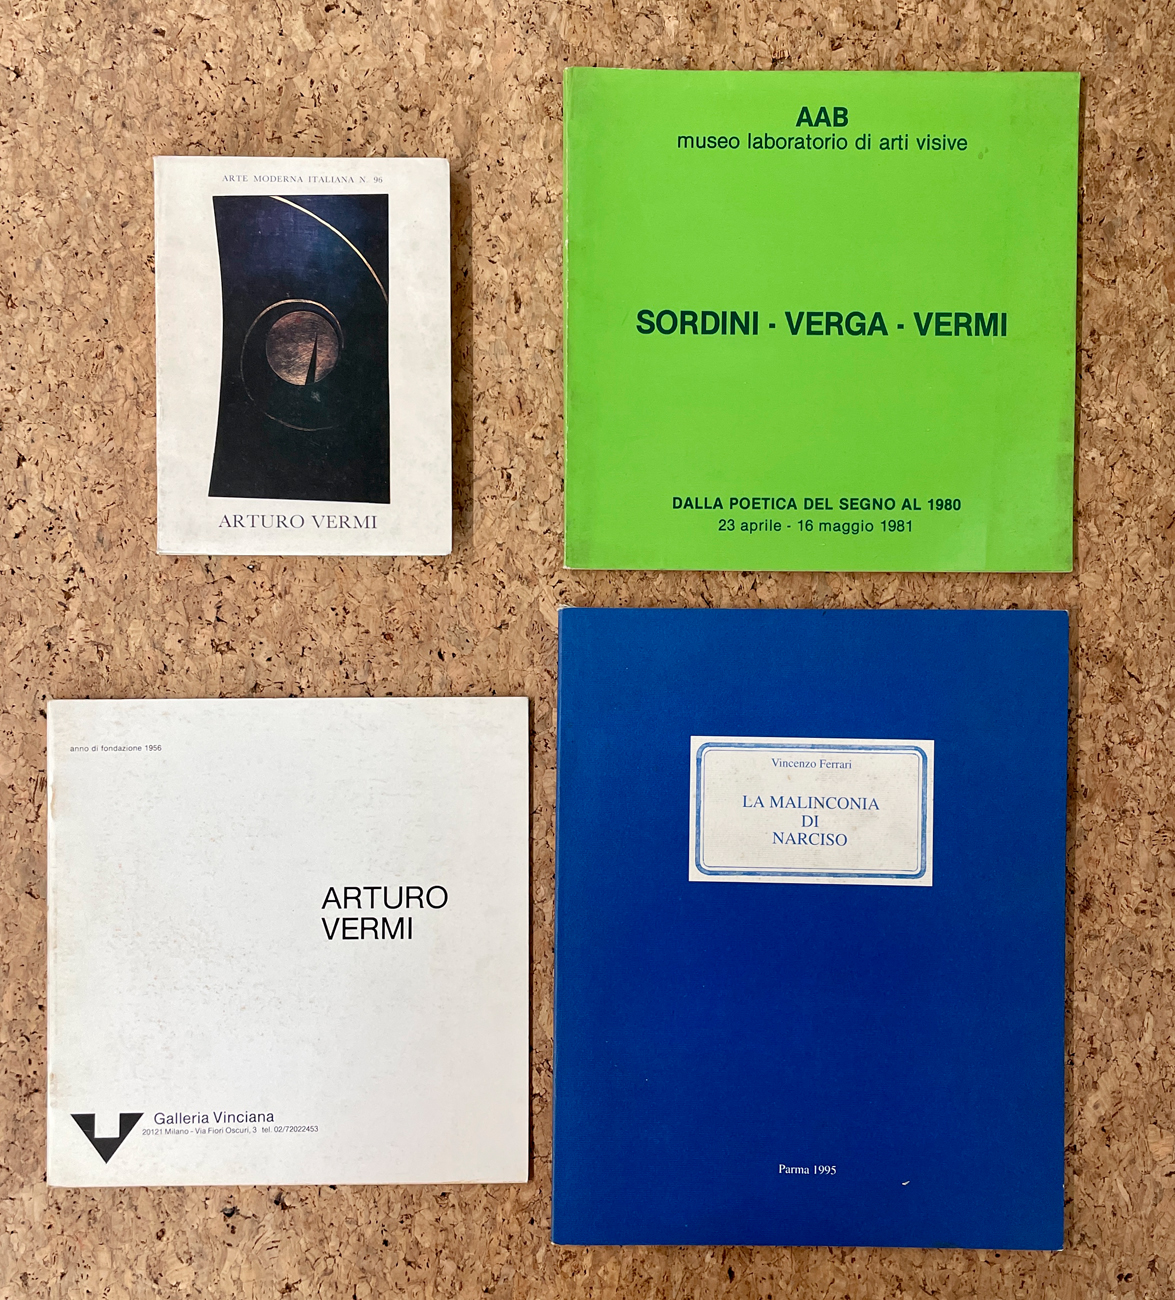 ARTE MODERNA ITALIANA N. 96
ARTURO VERMI
AAB
museo laboratorio di arti visive
SORDINI - VERGA - VERMI
DALLA POETICA DEL SEGNO AL 1980
23 aprile - 16 maggio 1981
anno di fondazione 1956
ARTURO
VERMI
Galleria Vinciana
20121 Milano - Via Fiori Oscuri, 3 tel. 02/72022453
Vincenzo Ferrari
LA MALINCONIA
DI
NARCISO
Parma 1995